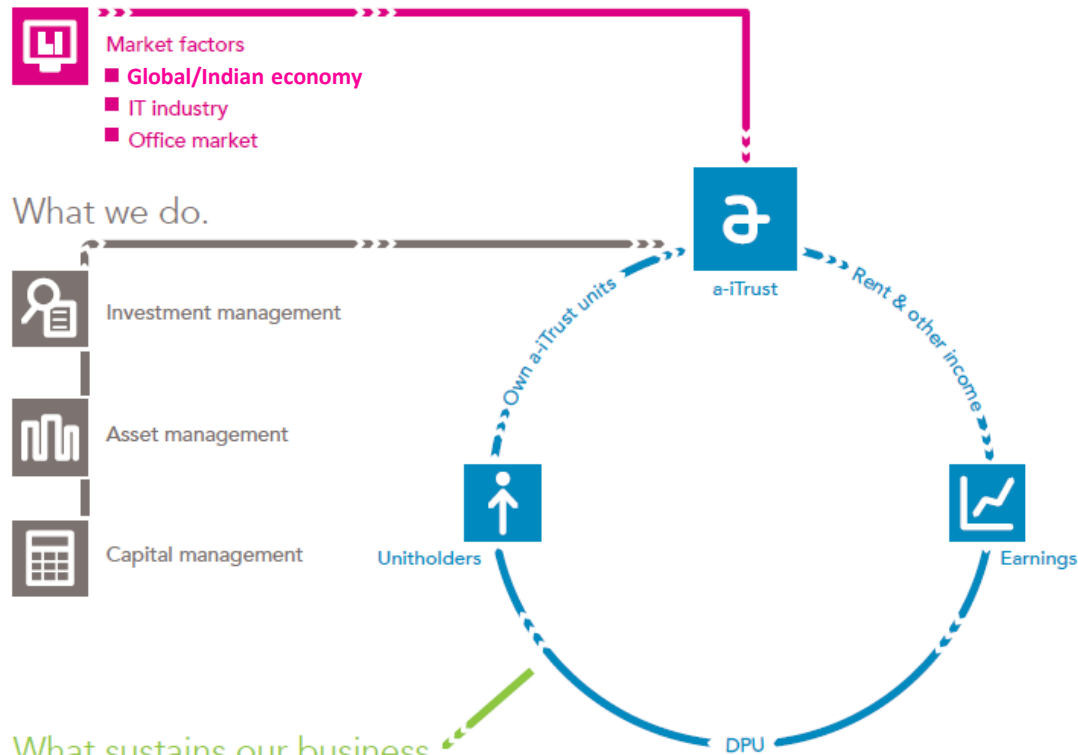 Market factors
Global/Indian economy
IT industry
Office market
What we do.
a-iTrust
Own a-iTrust units
Rent & other income
Investment management
Asset management
Capital management
Unitholders
Earnings
What sustains our business
DPU